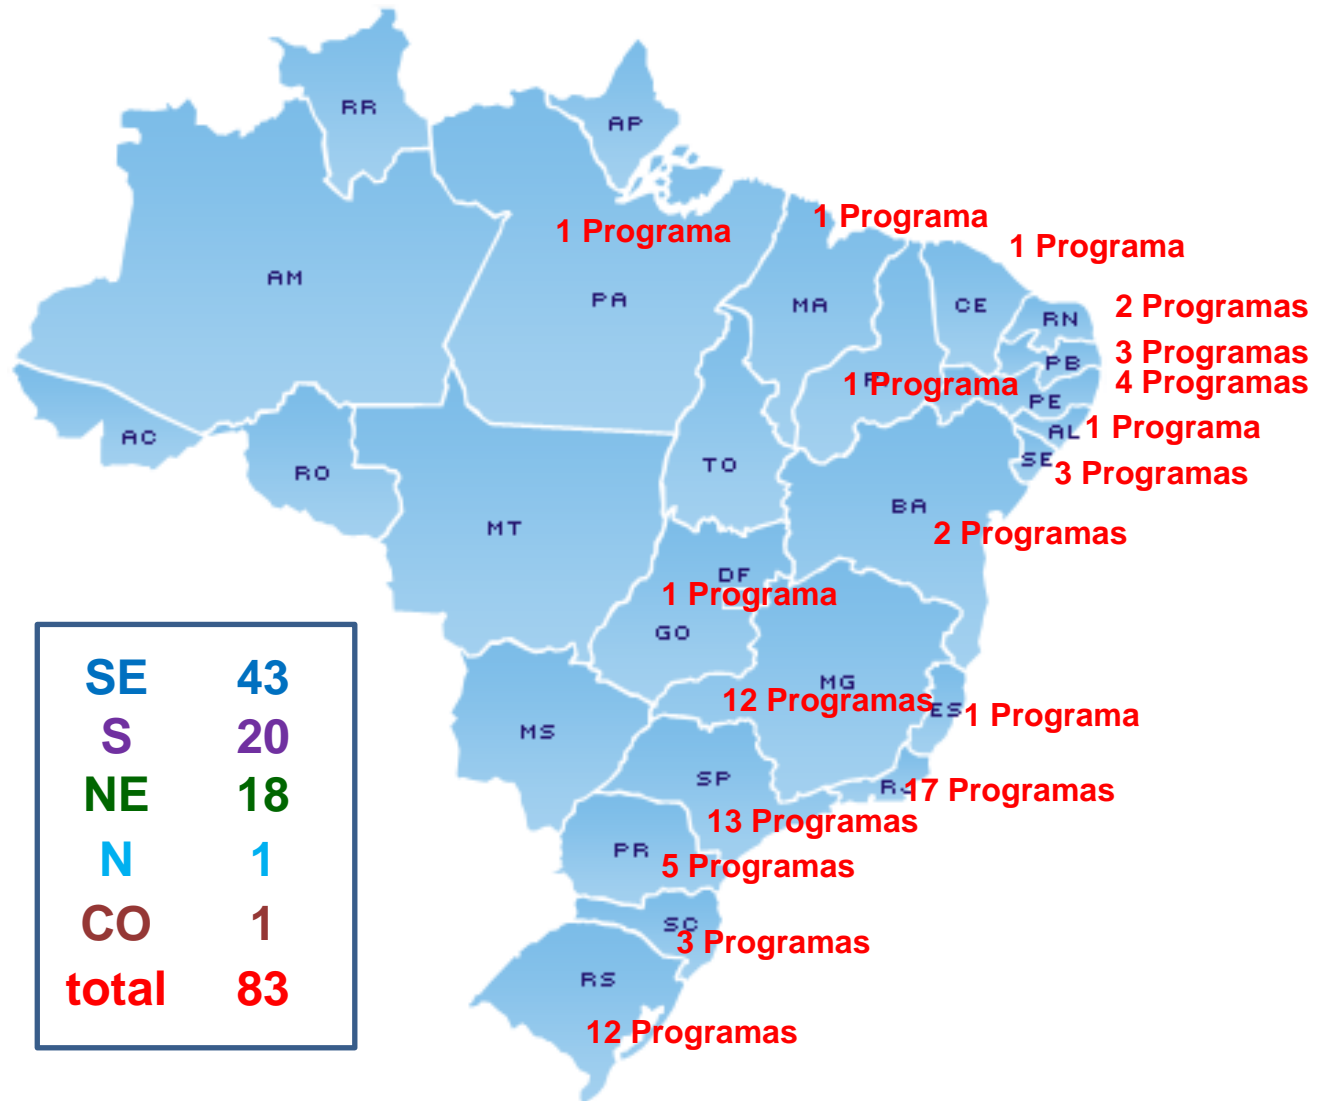 RR
AP
1 Programa
1 Programa
1 Programa
AM
PA
MA
CE
RN
2 Programas
PB
3 Programas
1 Programa
PE
4 Programas
AL
1 Programa
AC
RO
TO
SE
3 Programas
MT
BA
2 Programas
DF
1 Programa
GO
MG
12 Programas
ES
1 Programa
MS
SP
RJ
17 Programas
13 Programas
PR
5 Programas
SC
3 Programas
RS
12 Programas
SE 43
S 20
NE 18
N 1
CO 1
total 83